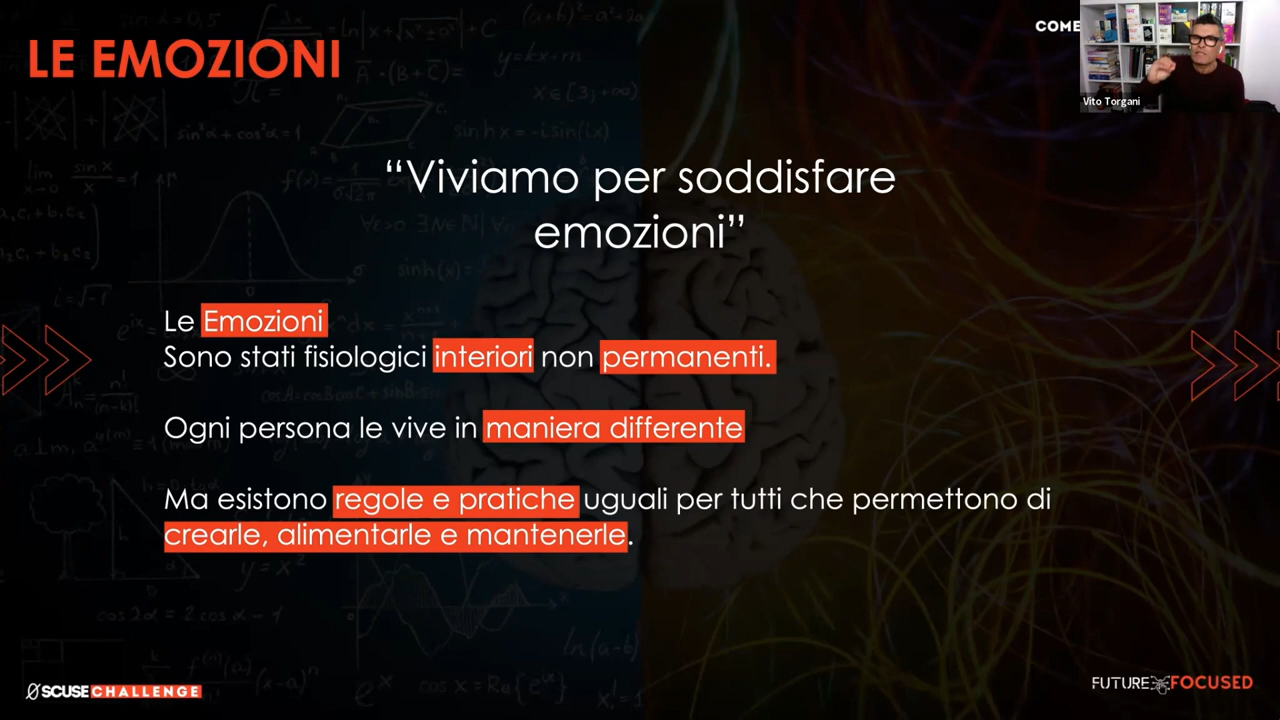 LE EMOZIONI
COME
Vito Torgani
“Viviamo per soddisfare
emozioni”
Le Emozioni
Sono stati fisiologici interiori non permanenti.
Ogni persona le vive in maniera differente
Ma esistono regole e pratiche uguali per tutti che permettono di
crearle, alimentarle e mantenerle.
ØSCUSECHALLENGE
FUTURE FOCUSED